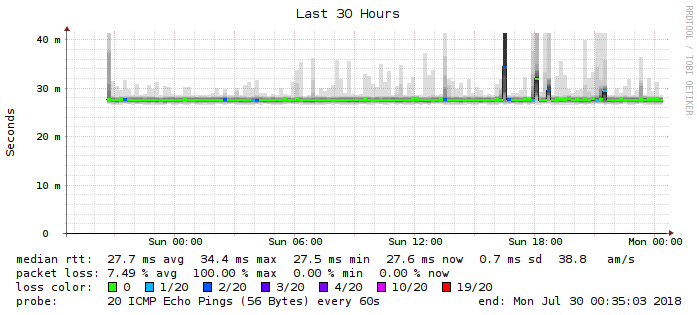 Last 30 Hours
RRDTOOL / TOBI OETIKER
Seconds
40 m
30 m
20 m
10 m
0
Sun 00:00 Sun 06:00 Sun 12:00 Sun 18:00 Mon 00:00
median rtt: 27.7 ms avg 34.4 ms max 27.5 ms min 27.6 ms now 0.7 ms sd 38.8 am/s
packet loss: 7.49 % avg 100.00 % max 0.00 % min 0.00 % now
loss color: 0 1/20 2/20 3/20 4/20 10/20 19/20
probe: 20 ICMP Echo Pings (56 Bytes) every 60s end: Mon Jul 30 00:35:03 2018